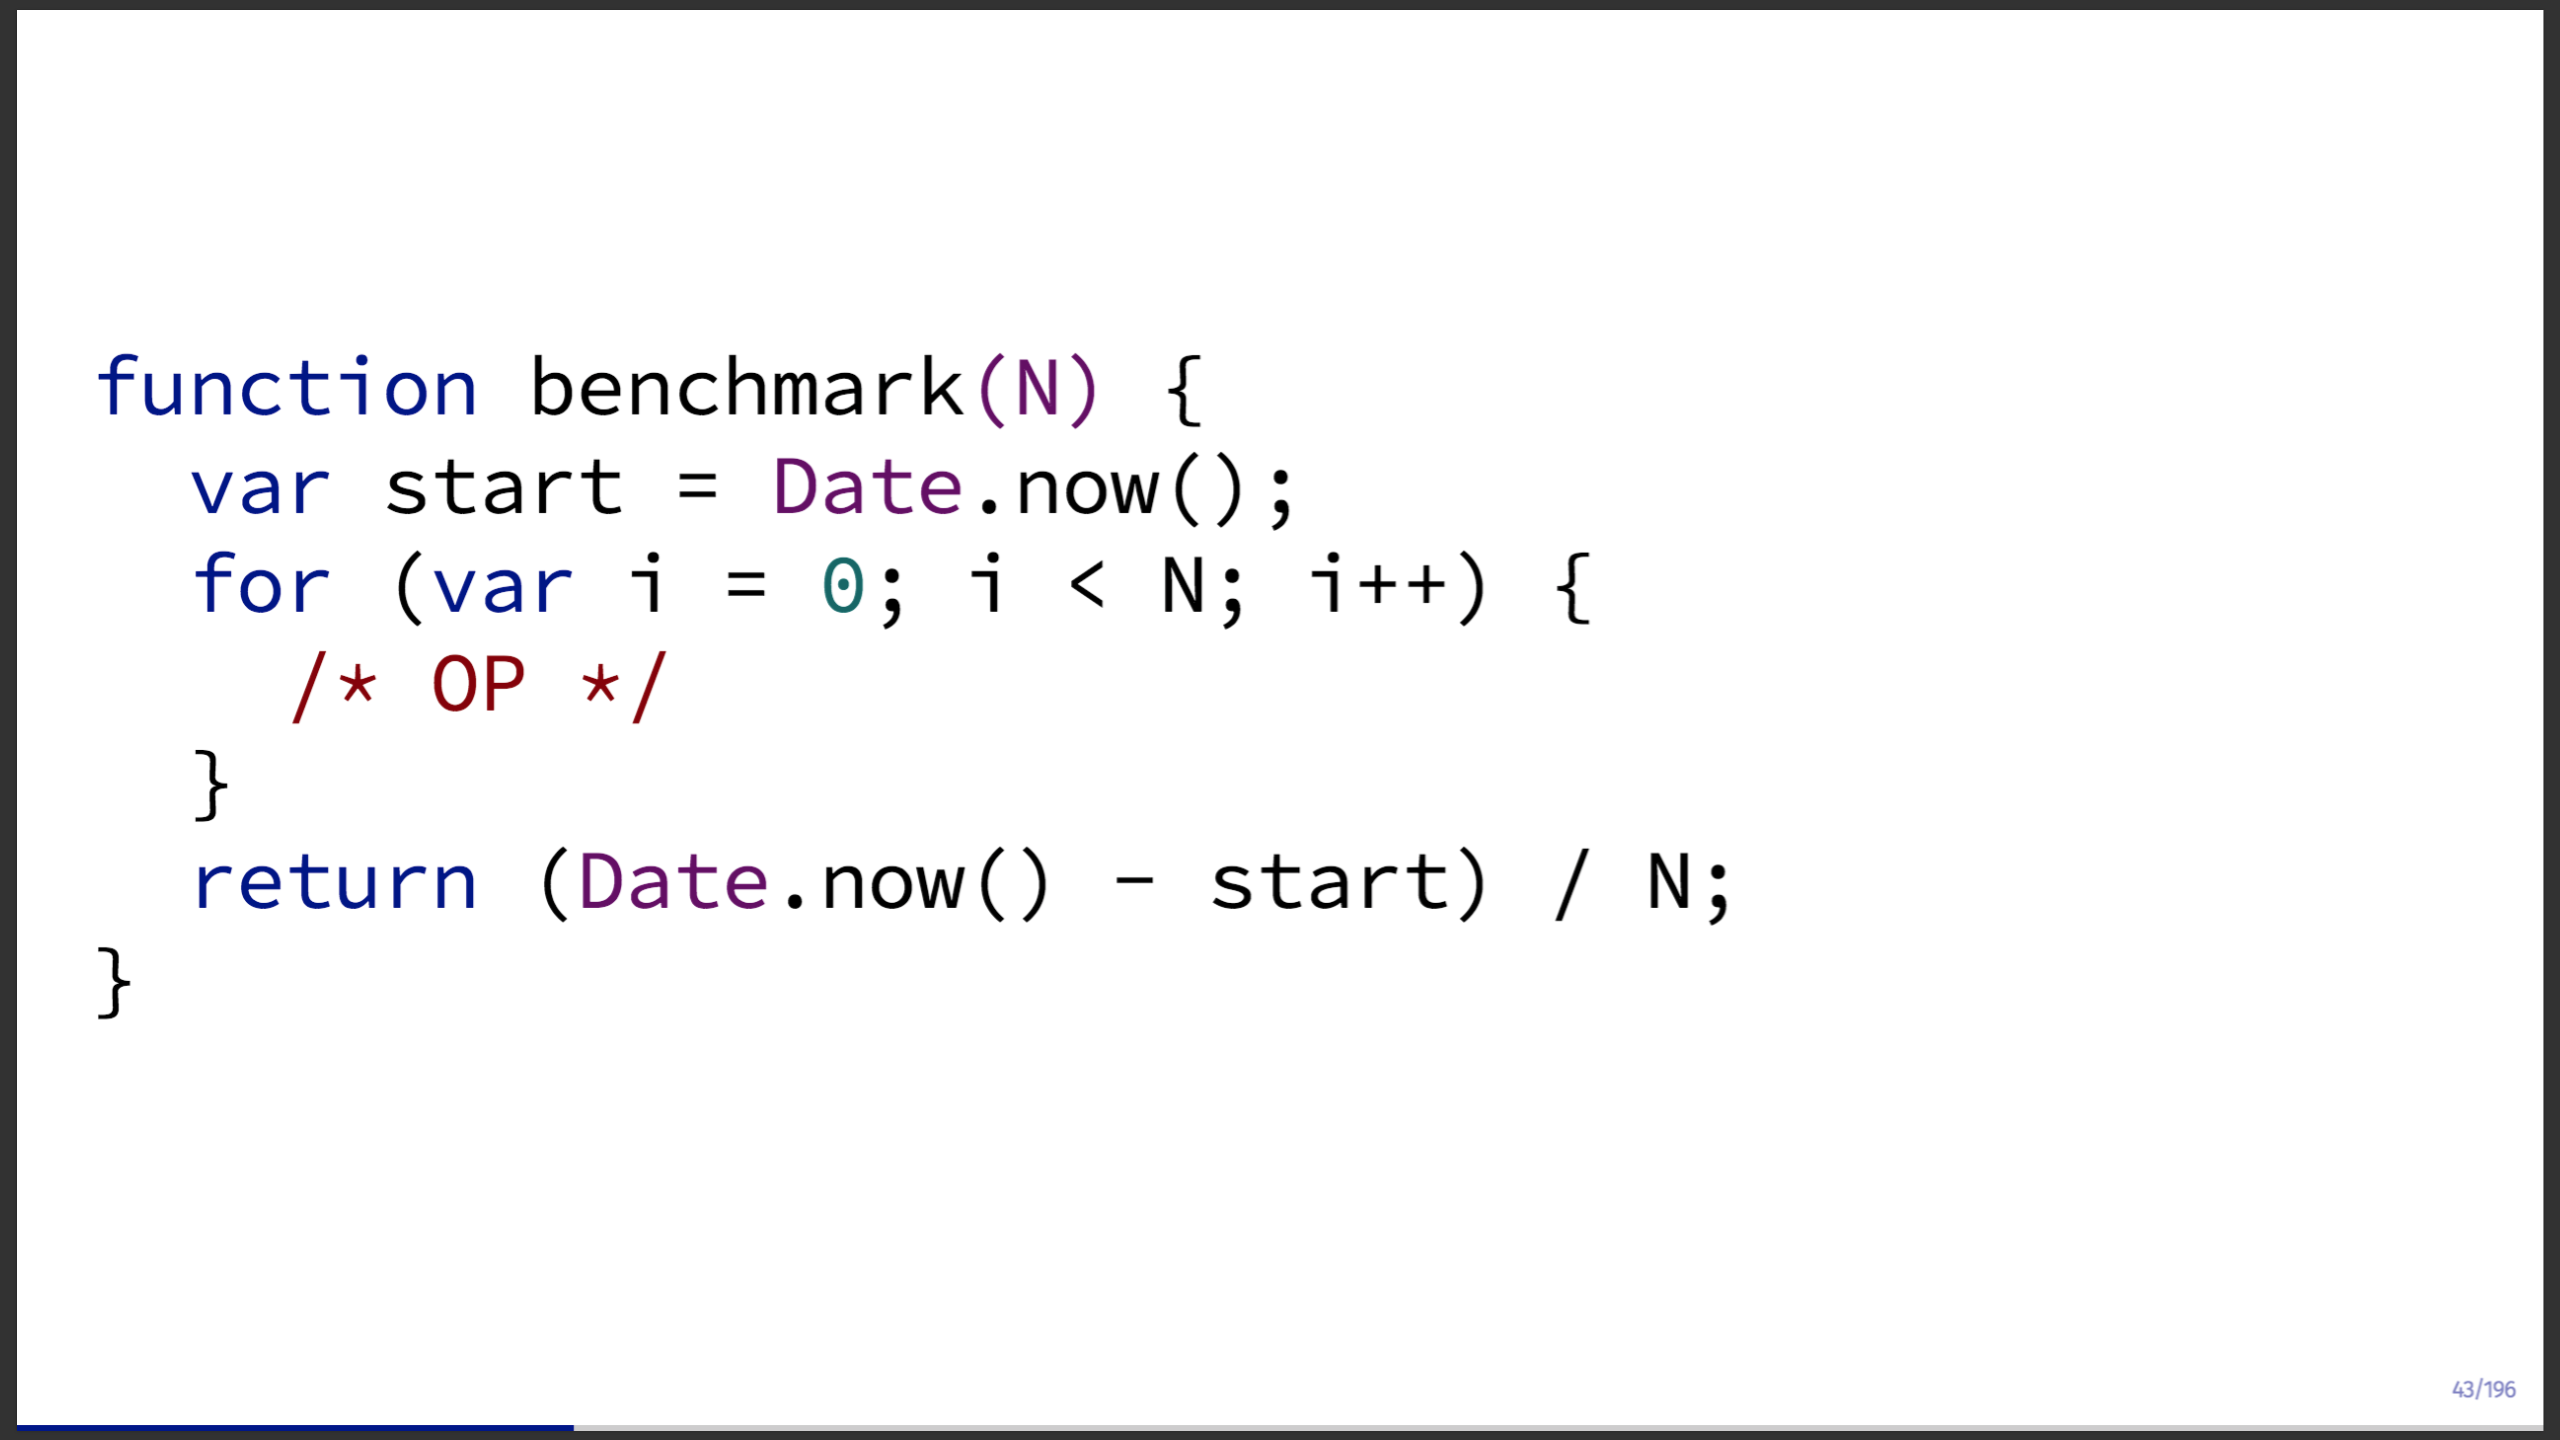 function benchmark(N) {
  var start = Date.now();
  for (var i = 0; i < N; i++) {
    /* OP */
  }
  return (Date.now() - start) / N;
}
43/196